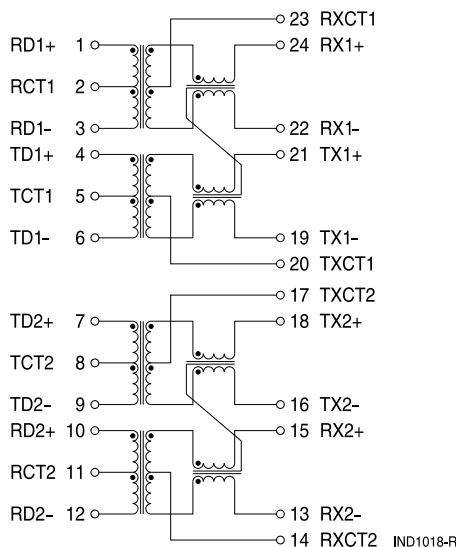 23 RXCT1
RD1+ 1 24 RX1+
RCT1 2
RD1- 3 22 RX1-
TD1+ 4 21 TX1+
TCT1 5
TD1- 6 19 TX1-
20 TXCT1
17 TXCT2
TD2+ 7 18 TX2+
TCT2 8
TD2- 9 16 TX2-
RD2+ 10 15 RX2+
RCT2 11
RD2- 12 13 RX2-
14 RXCT2 IND1018-R